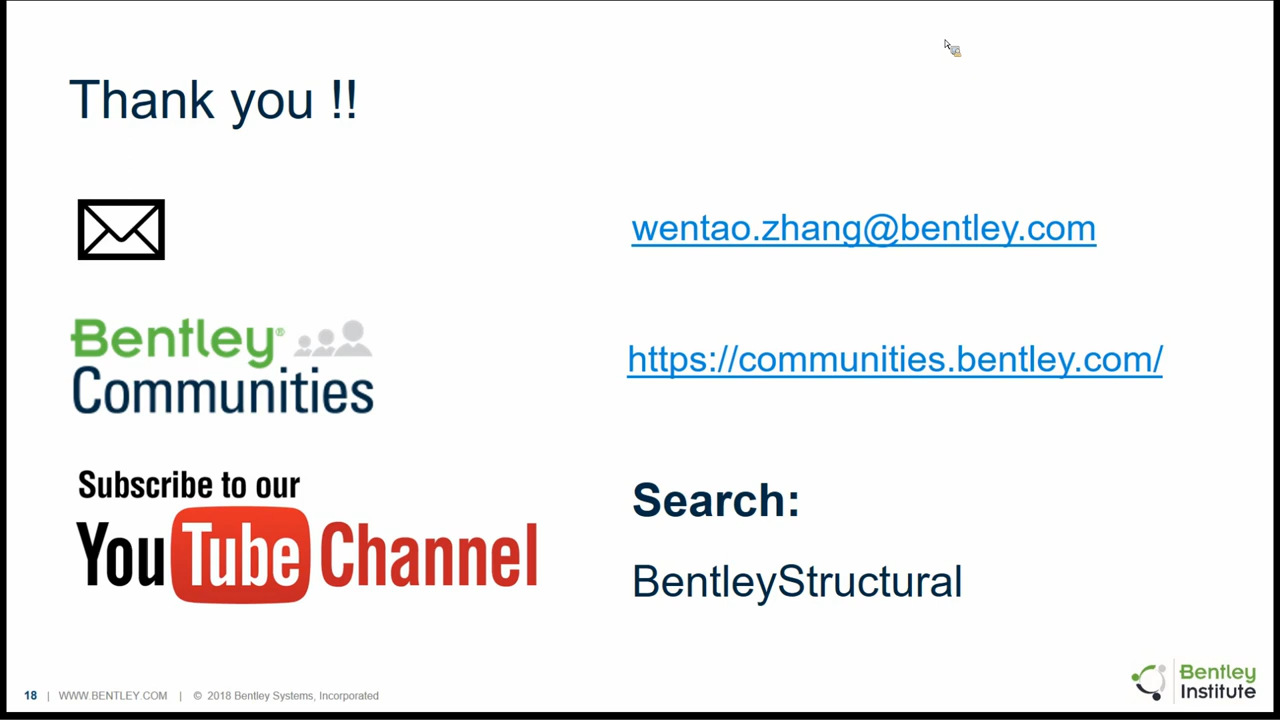 Thank you !!
wentao.zhang@bentley.com
Bentley®
Communities
https://communities.bentley.com/
Subscribe to our
YouTube Channel
Search:
BentleyStructural
18 | WWW.BENTLEY.COM | © 2018 Bentley Systems, Incorporated
Bentley
Institute